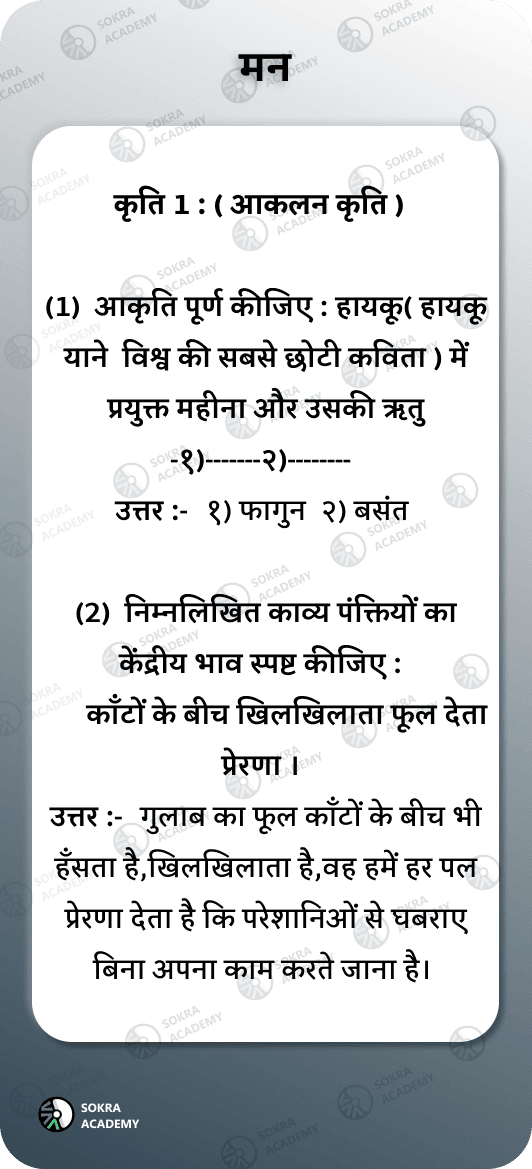 मन
कृति 1 : ( आकलन कृति )
(1) आकृति पूर्ण कीजिए : हायकू( हायकू
याने विश्व की सबसे छोटी कविता ) में
प्रयुक्त महीना और उसकी ऋतु
-१)-------२)--------
उत्तर :- १) फागुन २) बसंत
(2) निम्नलिखित काव्य पंक्तियों का
केंद्रीय भाव स्पष्ट कीजिए :
काँटों के बीच खिलखिलाता फूल देता
प्रेरणा ।
उत्तर :- गुलाब का फूल काँटों के बीच भी
हँसता है,खिलखिलाता है,वह हमें हर पल
प्रेरणा देता है कि परेशानिओं से घबराए
बिना अपना काम करते जाना है।
SOKRA
ACADEMY